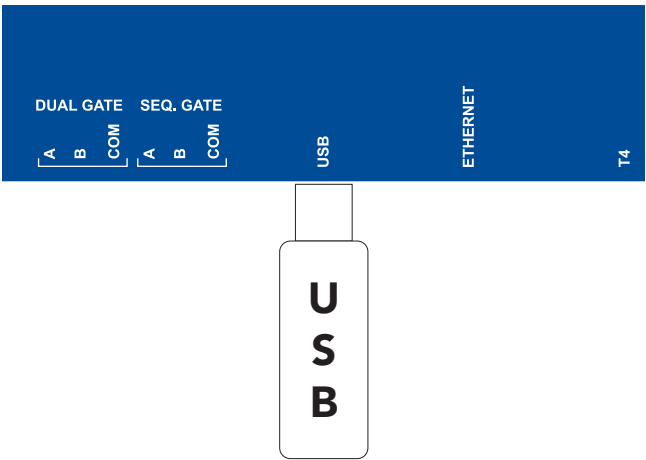 DUAL GATE SEQ. GATE
A B COM A B COM USB ETHERNET T4
U
S
B